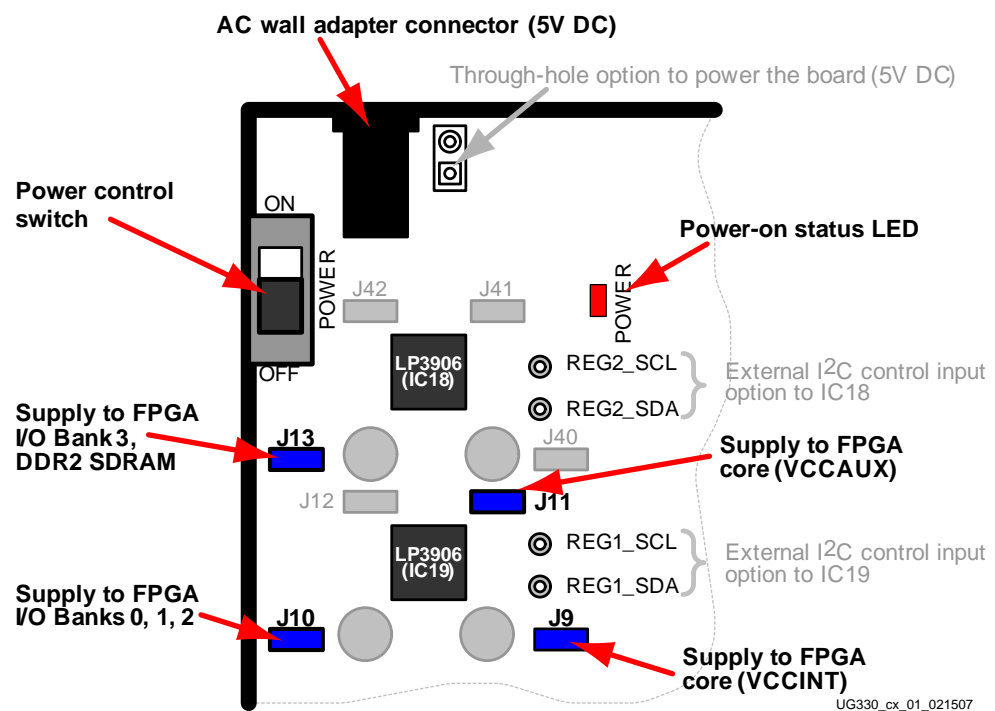 AC wall adapter connector (5V DC)
Through-hole option to power the board (5V DC)
Power control
switch
ON
POWER
OFF
Power-on status LED
POWER
J42
J41
LP3906
(IC18)
REG2_SCL
REG2_SDA
External I2C control input
option to IC18
Supply to FPGA
I/O Bank 3,
DDR2 SDRAM
J13
J40
Supply to FPGA
core (VCCAUX)
J12
J11
LP3906
(IC19)
REG1_SCL
REG1_SDA
External I2C control input
option to IC19
Supply to FPGA
I/O Banks 0, 1, 2
J10
J9
Supply to FPGA
core (VCCINT)
UG330_cx_01_021507